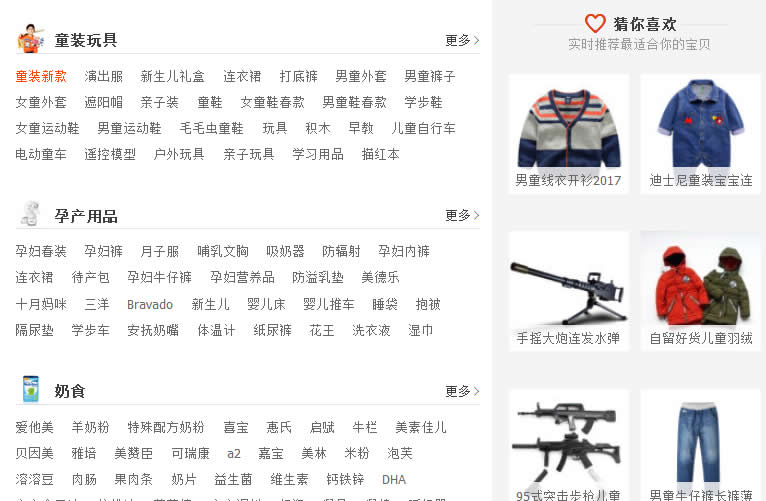 童装玩具 更多
童装新款 演出服 新生儿礼盒 连衣裙 打底裤 男童外套 男童裤子
女童外套 遮阳帽 亲子装 童鞋 女童鞋春款 男童鞋春款 学步鞋
女童运动鞋 男童运动鞋 毛毛虫童鞋 玩具 积木 早教 儿童自行车
电动童车 遥控模型 户外玩具 亲子玩具 学习用品 描红本
孕产用品 更多
孕妇春装 孕妇裤 月子服 哺乳文胸 吸奶器 防辐射 孕妇内裤
连衣裙 待产包 孕妇牛仔裤 孕妇营养品 防溢乳垫 美德乐
十月妈咪 三洋 Bravado 新生儿 婴儿床 婴儿推车 睡袋 抱被
隔尿垫 学步车 安抚奶嘴 体温计 纸尿裤 花王 洗衣液 湿巾
奶食 更多
爱他美 羊奶粉 特殊配方奶粉 喜宝 惠氏 启赋 牛栏 美素佳儿
贝因美 雅培 美赞臣 可瑞康 a2 嘉宝 美林 米粉 泡芙
溶溶豆 肉肠 果肉条 奶片 益生菌 维生素 钙铁锌 DHA
猜你喜欢
实时推荐最适合你的宝贝
男童线衣开衫2017 迪士尼童装宝宝连
手摇大炮连发水弹 自留好货儿童羽绒
95式突击步枪儿童 男童牛仔裤长裤薄